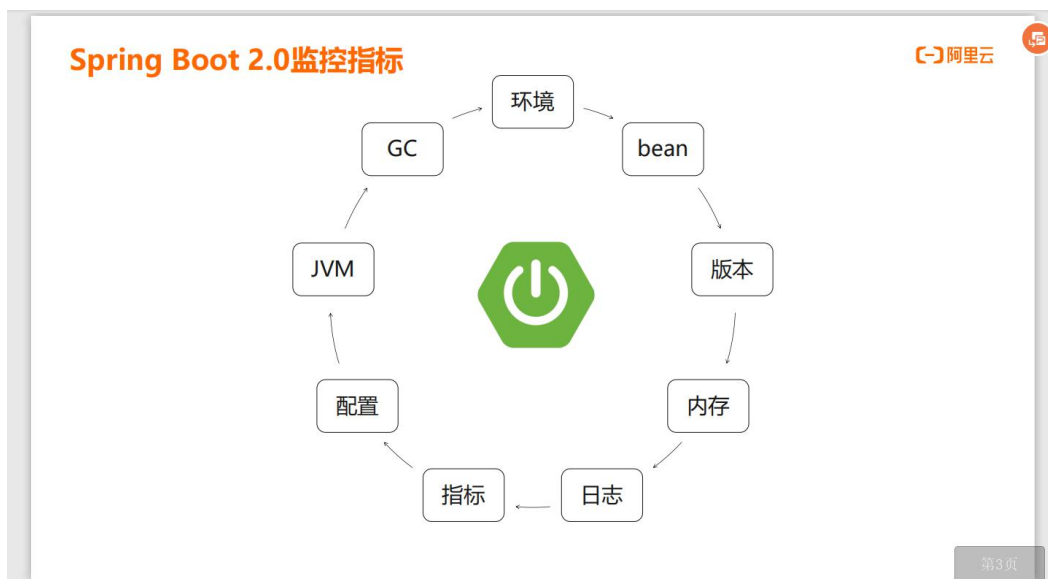 Spring Boot 2.0监控指标
阿里云
环境
GC
bean
JVM
版本
配置
内存
指标
日志
第3页